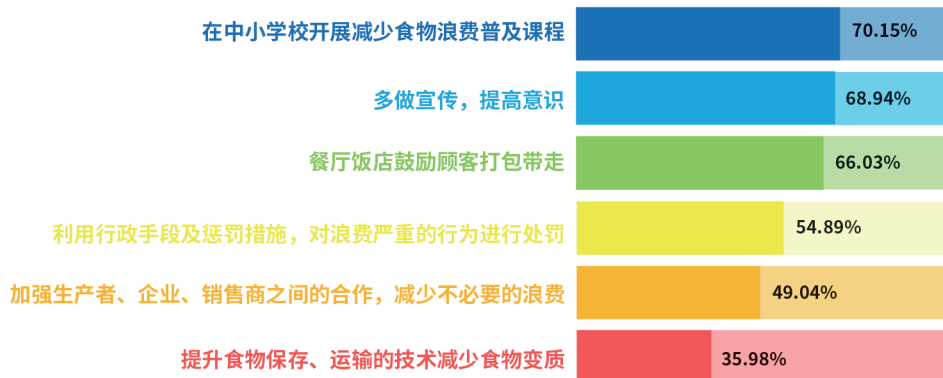 在中小学校开展减少食物浪费普及课程 70.15%
多做宣传，提高意识 68.94%
餐厅饭店鼓励顾客打包带走 66.03%
利用行政手段及惩罚措施，对浪费严重的行为进行处罚 54.89%
加强生产者、企业、销售商之间的合作，减少不必要的浪费 49.04%
提升食物保存、运输的技术减少食物变质 35.98%